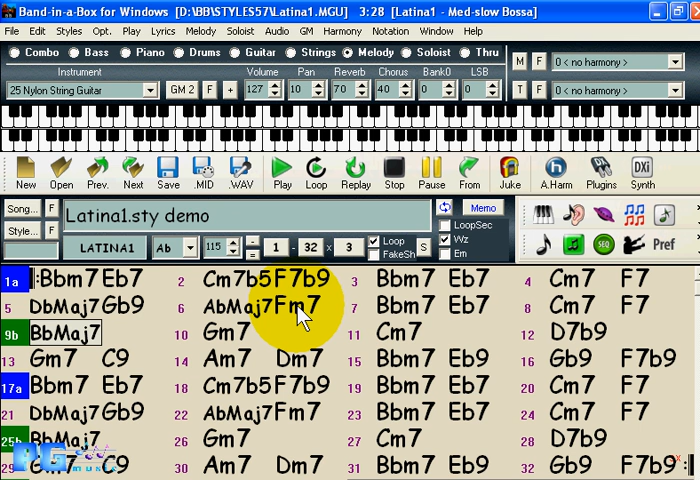 Band-in-a-Box for Windows [D:\BB\STYLES57\Latina1.MGU] 3:28 [Latina1 - Med-slow Bossa]
File Edit Styles Opt. Play Lyrics Melody Soloist Audio GM Harmony Notation Window Help
Combo Bass Piano Drums Guitar Strings Melody Soloist Thru
M F 0 < no harmony >
Instrument Volume Pan Reverb Chorus Bank0 LSB
25 Nylon String Guitar GM 2 F + 127 10 70 40 0 0 T F 0 < no harmony >
New Open Prev. Next Save .MID .WAV Play Loop Replay Stop Pause From Juke A.Harm Plugins Synth
DXi
Song... F Latina1.sty demo Memo
LoopSec
Style... F LATINA1 Ab 115 1 - 32 x 3 Loop S Wz SEQ Pref
FakeSh Em
1a Bbm7 Eb7 2 Cm7b5 F7b9 3 Bbm7 Eb7 4 Cm7 F7
5 DbMaj7 Gb9 6 AbMaj7 Fm7 7 Bbm7 Eb7 8 Cm7 F7
9b BbMaj7 10 Gm7 11 Cm7 12 D7b9
13 Gm7 C9 14 Am7 Dm7 15 Bbm7 Eb9 16 Gb9 F7b9
17a Bbm7 Eb7 18 Cm7b5 F7b9 19 Bbm7 Eb7 20 Cm7 F7
21 DbMaj7 Gb9 22 AbMaj7 Fm7 23 Bbm7 Eb7 24 Cm7 F7
25b BbMaj7 26 Gm7 27 Cm7 28 D7b9
29 Gm7 C9 30 Am7 Dm7 31 Bbm7 Eb9 32 Gb9 F7b9
PG music